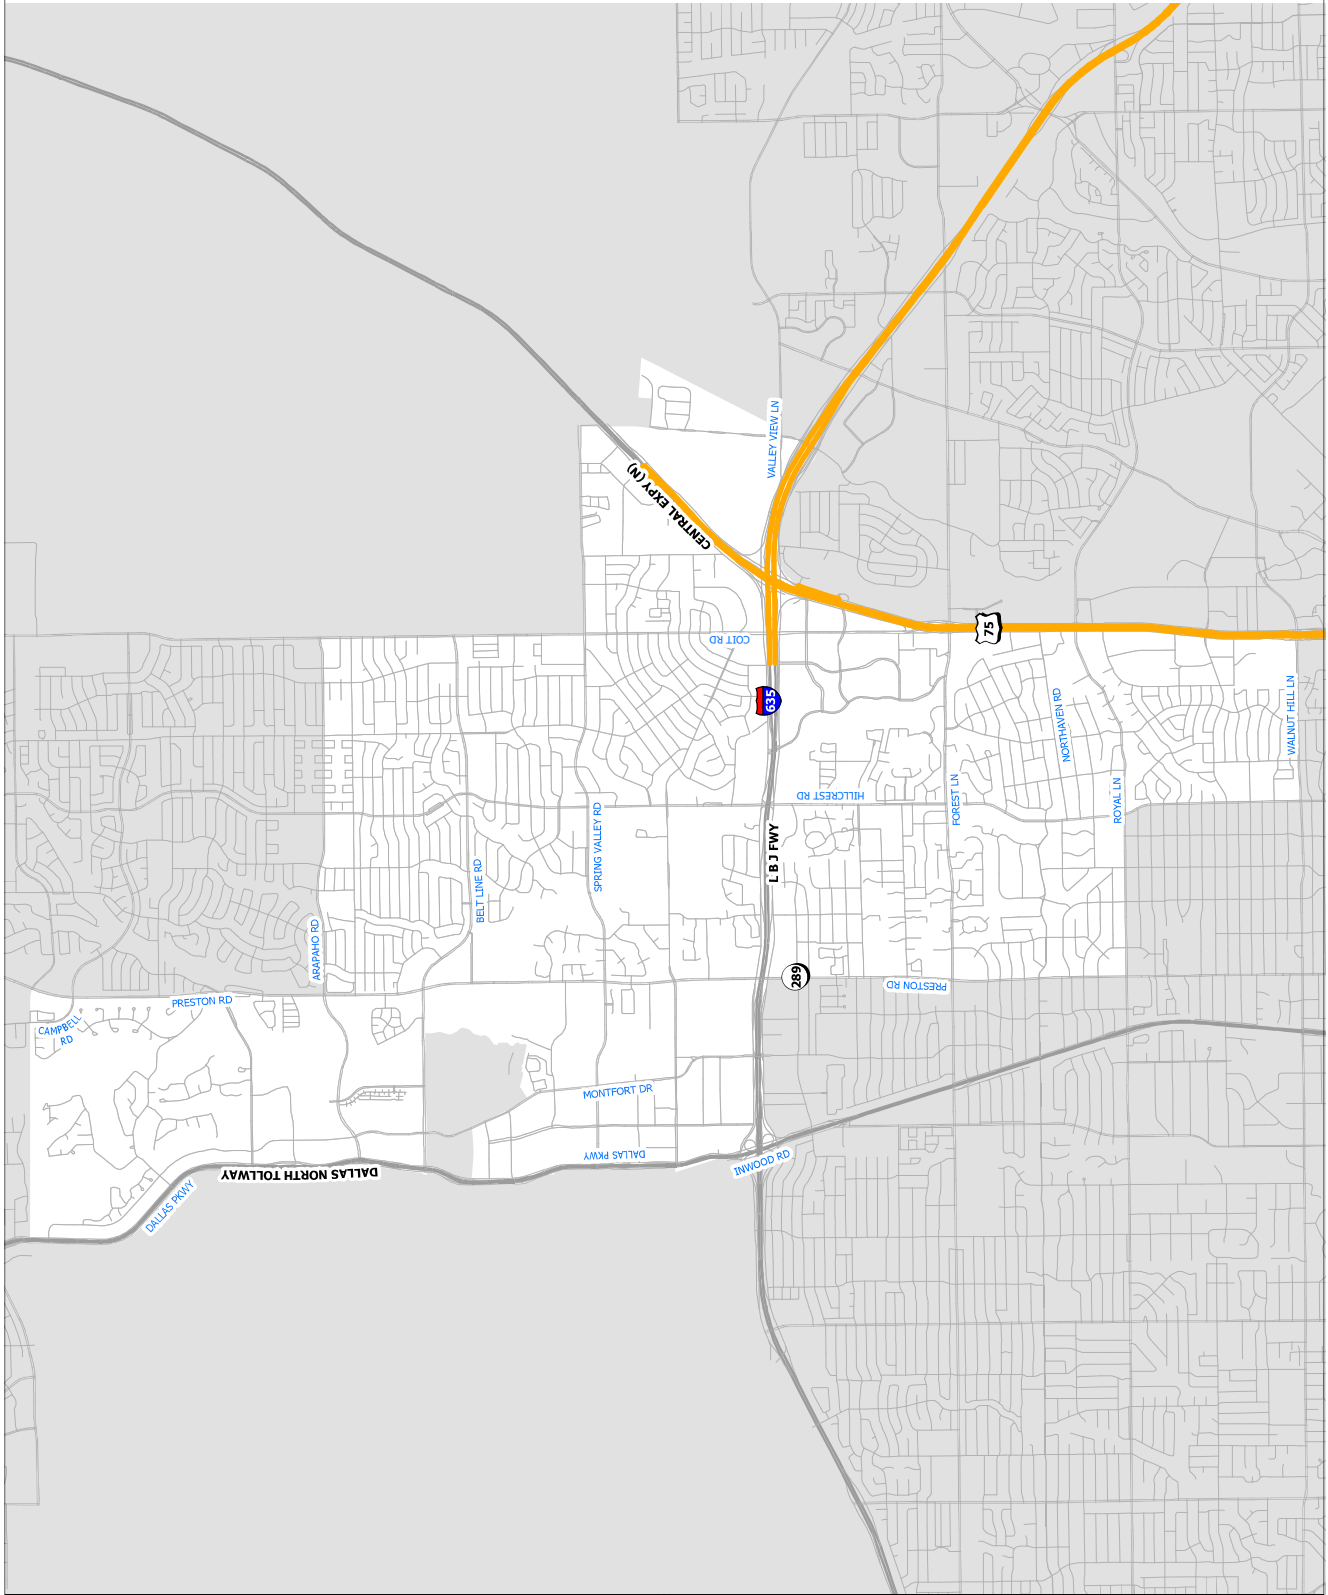 VALLEY VIEW LN
CENTRAL EXPY (N)
COIT RD
75
635
NORTHAVEN RD
WALNUT HILL LN
HILLCREST RD
FOREST LN
ROYAL LN
SPRING VALLEY RD
L B J FWY
BELT LINE RD
ARAPAHO RD
289
PRESTON RD
PRESTON RD
CAMPBELL
RD
MONTFORT DR
DALLAS PKWY
INWOOD RD
DALLAS NORTH TOLLWAY
DALLAS PKWY